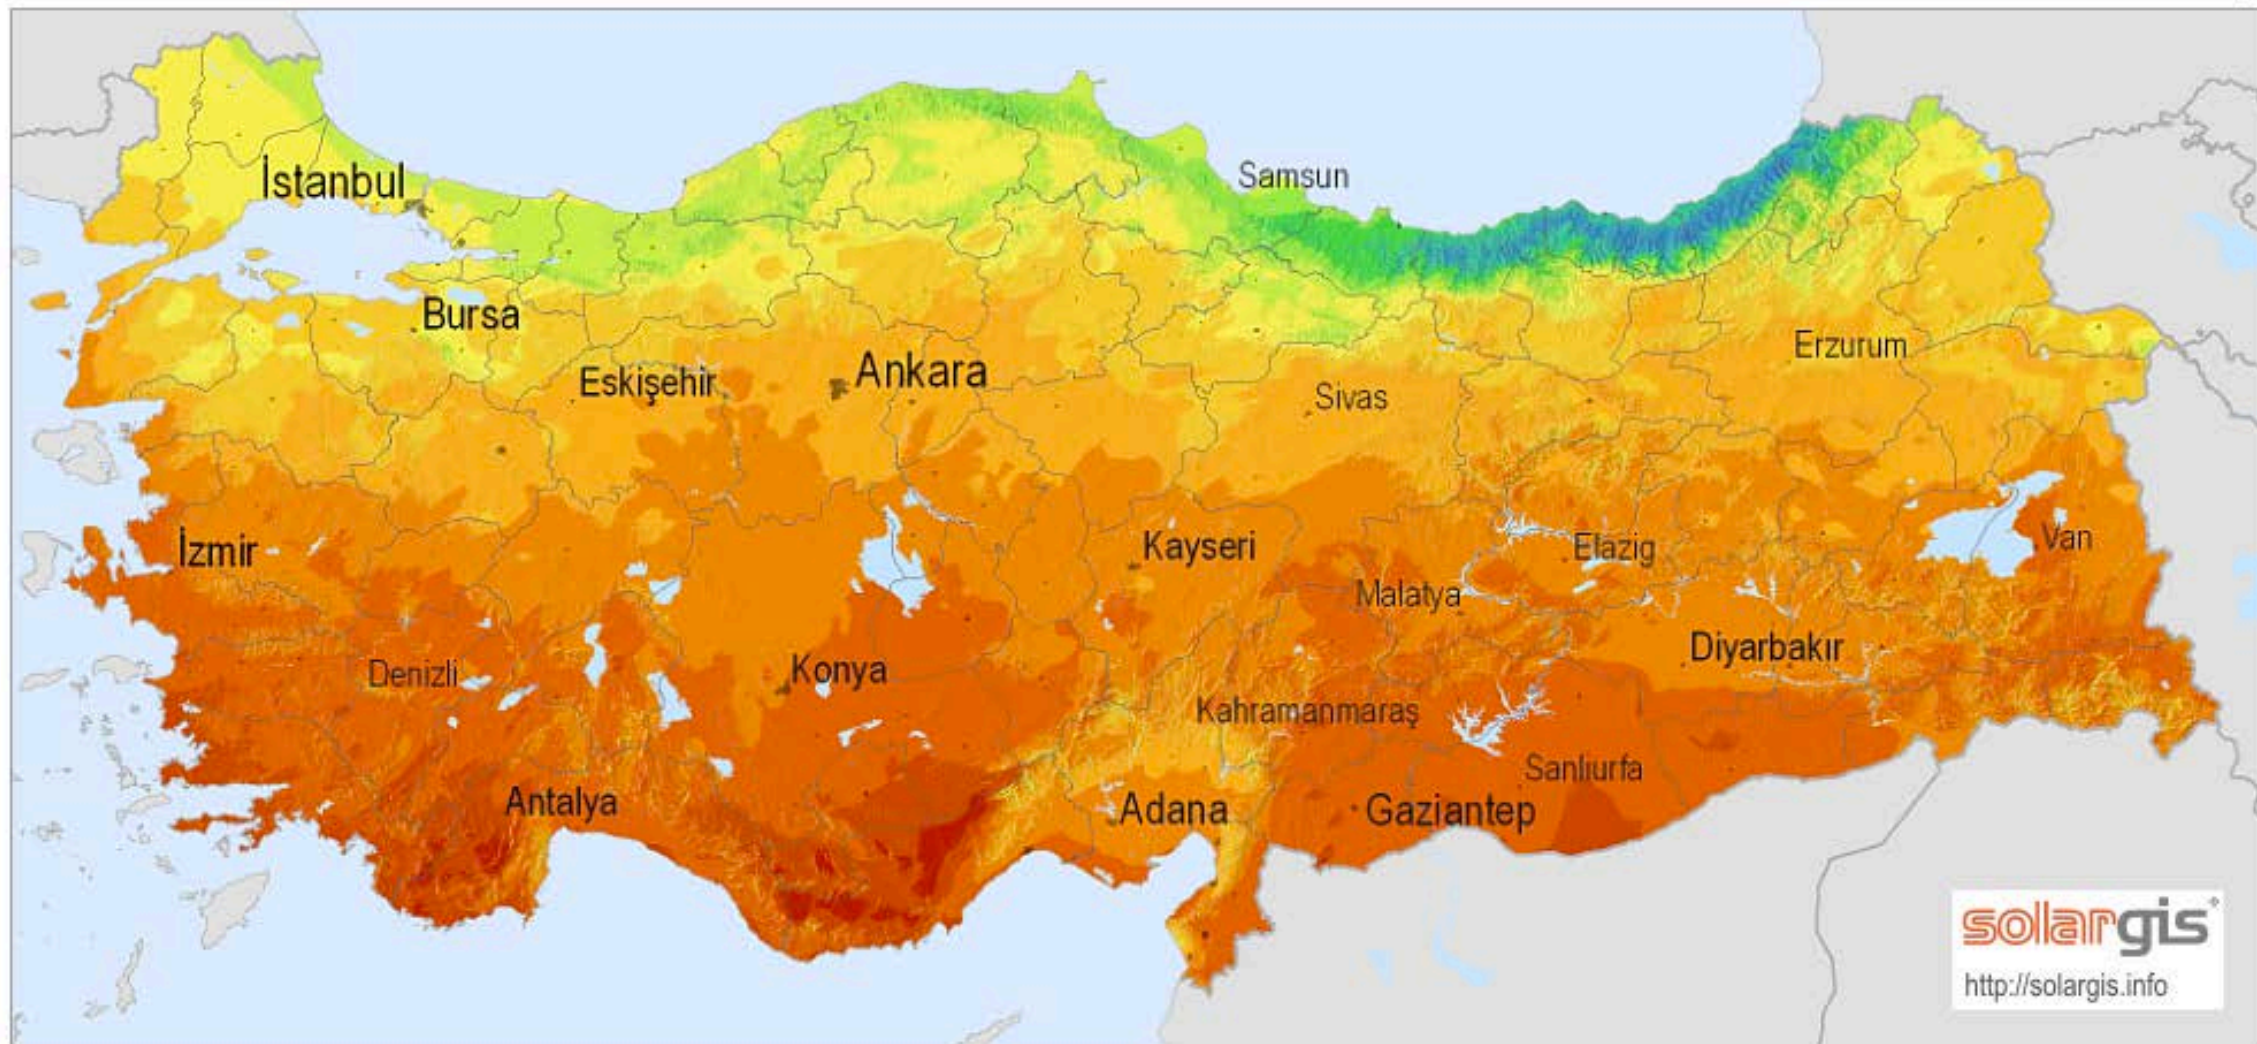 İstanbul
Samsun
Bursa
Erzurum
Eskişehir
Ankara
Sivas
İzmir
Kayseri
Elazig
Van
Malatya
Diyarbakır
Denizli
Konya
Kahramanmaraş
Sanlıurfa
Antalya
Adana
Gaziantep
solargis
http://solargis.info